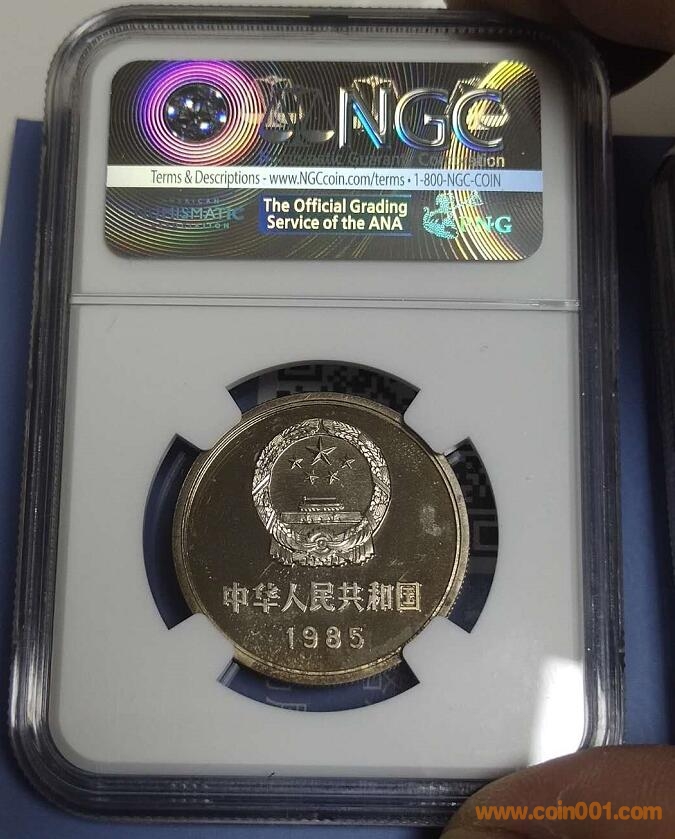 NGC
Terms & Descriptions - www.NGCcoin.com/terms • 1-800-NGC-COIN
The Official Grading
Service of the ANA
PNG
中华人民共和国
1985
www.coin001.com